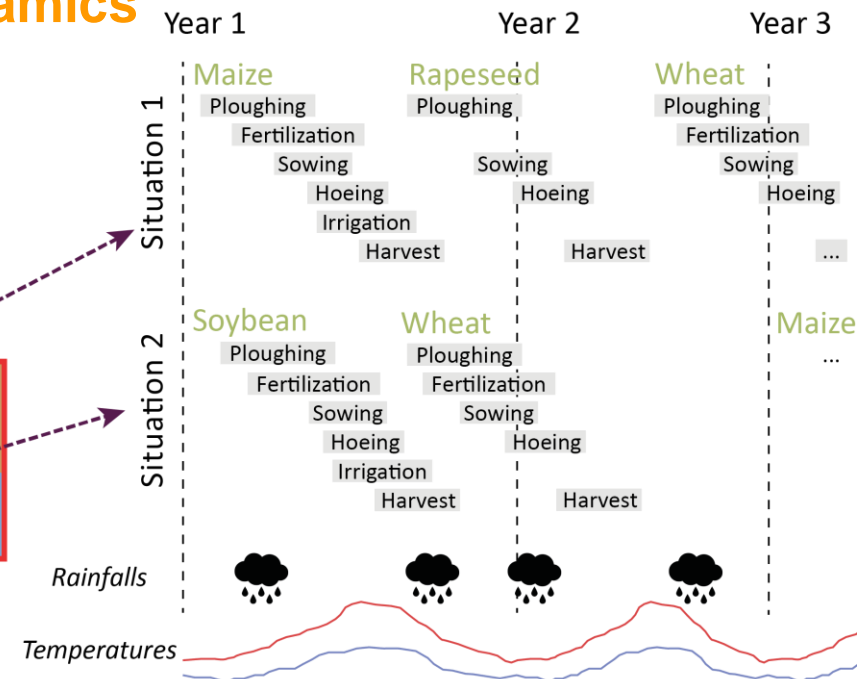 Year 1 Year 2 Year 3
Situation 1
Maize Rapeseed Wheat
Ploughing Ploughing Ploughing
Fertilization Fertilization
Sowing Sowing Sowing
Hoeing Hoeing Hoeing
Irrigation
Harvest Harvest ...
Situation 2
Soybean Wheat Maize
Ploughing Ploughing ...
Fertilization Fertilization
Sowing Sowing
Hoeing Hoeing
Irrigation
Harvest Harvest
Rainfalls
Temperatures